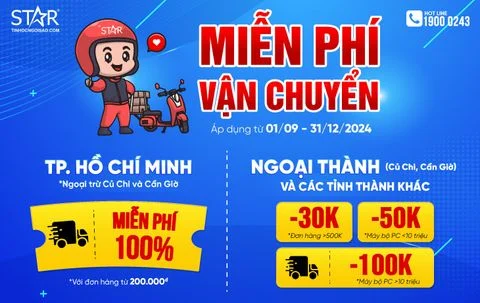 STAR
TINHOCNGOISAO.COM
HOT LINE
1900 0243
STAR
MIỄN PHÍ
VẬN CHUYỂN
Áp dụng từ 01/09 - 31/12/2024
TP. HỒ CHÍ MINH
*Ngoại trừ Củ Chi và Cần Giờ
MIỄN PHÍ
100%
*Với đơn hàng từ 200.000đ
NGOẠI THÀNH (Củ Chi, Cần Giờ)
VÀ CÁC TỈNH THÀNH KHÁC
-30K
*Đơn hàng >500K
-50K
*Máy bộ PC <10 triệu
-100K
*Máy bộ PC >10 triệu